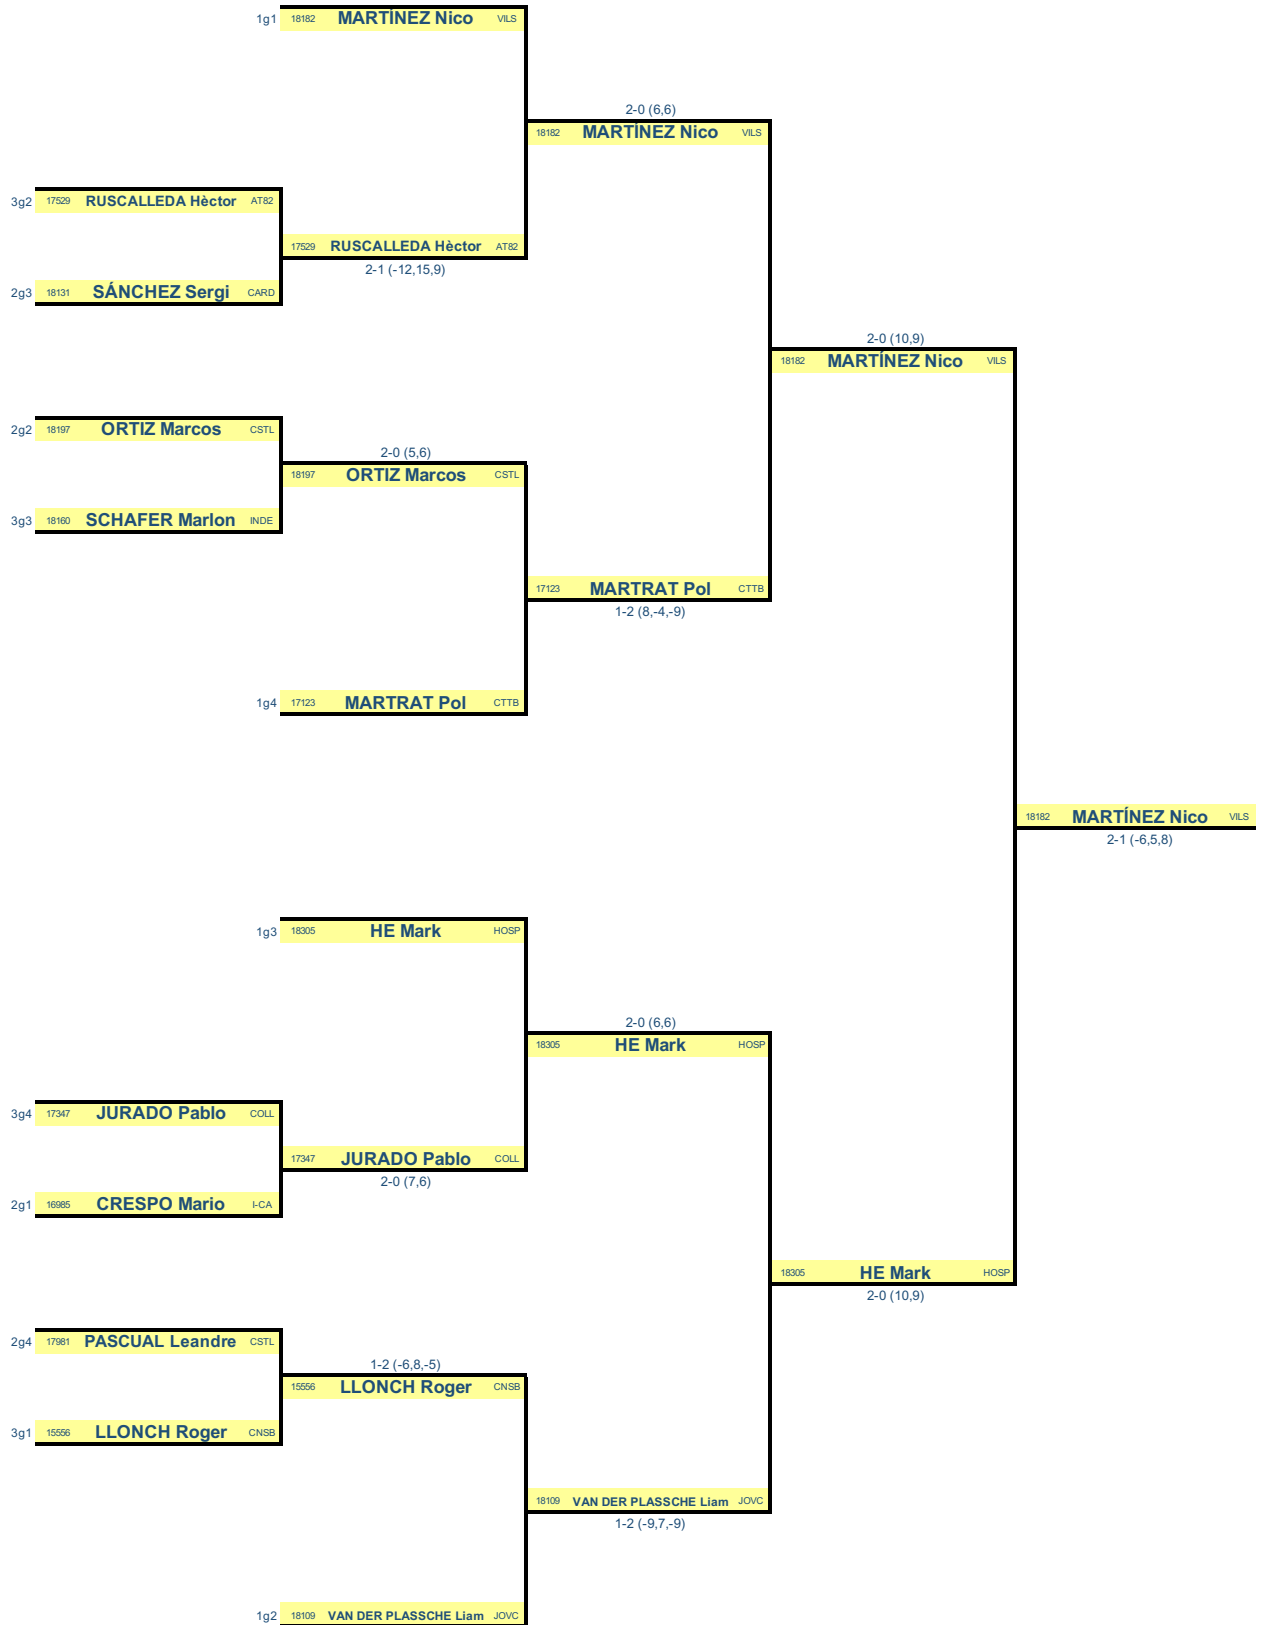 1g1 18182 MARTÍNEZ Nico VILS
2-0 (6,6)
18182 MARTÍNEZ Nico VILS
3g2 17529 RUSCALLEDA Hèctor AT82
17529 RUSCALLEDA Hèctor AT82
2-1 (-12,15,9)
2g3 18131 SÁNCHEZ Sergi CARD
2-0 (10,9)
18182 MARTÍNEZ Nico VILS
2g2 18197 ORTIZ Marcos CSTL
2-0 (5,6)
18197 ORTIZ Marcos CSTL
3g3 18160 SCHAFER Marlon INDE
17123 MARTRAT Pol CTTB
1-2 (8,-4,-9)
1g4 17123 MARTRAT Pol CTTB
18182 MARTÍNEZ Nico VILS
2-1 (-6,5,8)
1g3 18305 HE Mark HOSP
2-0 (6,6)
18305 HE Mark HOSP
3g4 17347 JURADO Pablo COLL
17347 JURADO Pablo COLL
2-0 (7,6)
2g1 16985 CRESPO Mario I-CA
18305 HE Mark HOSP
2-0 (10,9)
2g4 17981 PASCUAL Leandre CSTL
1-2 (-6,8,-5)
15556 LLONCH Roger CNSB
3g1 15556 LLONCH Roger CNSB
18109 VAN DER PLASSCHE Liam JOVC
1-2 (-9,7,-9)
1g2 18109 VAN DER PLASSCHE Liam JOVC